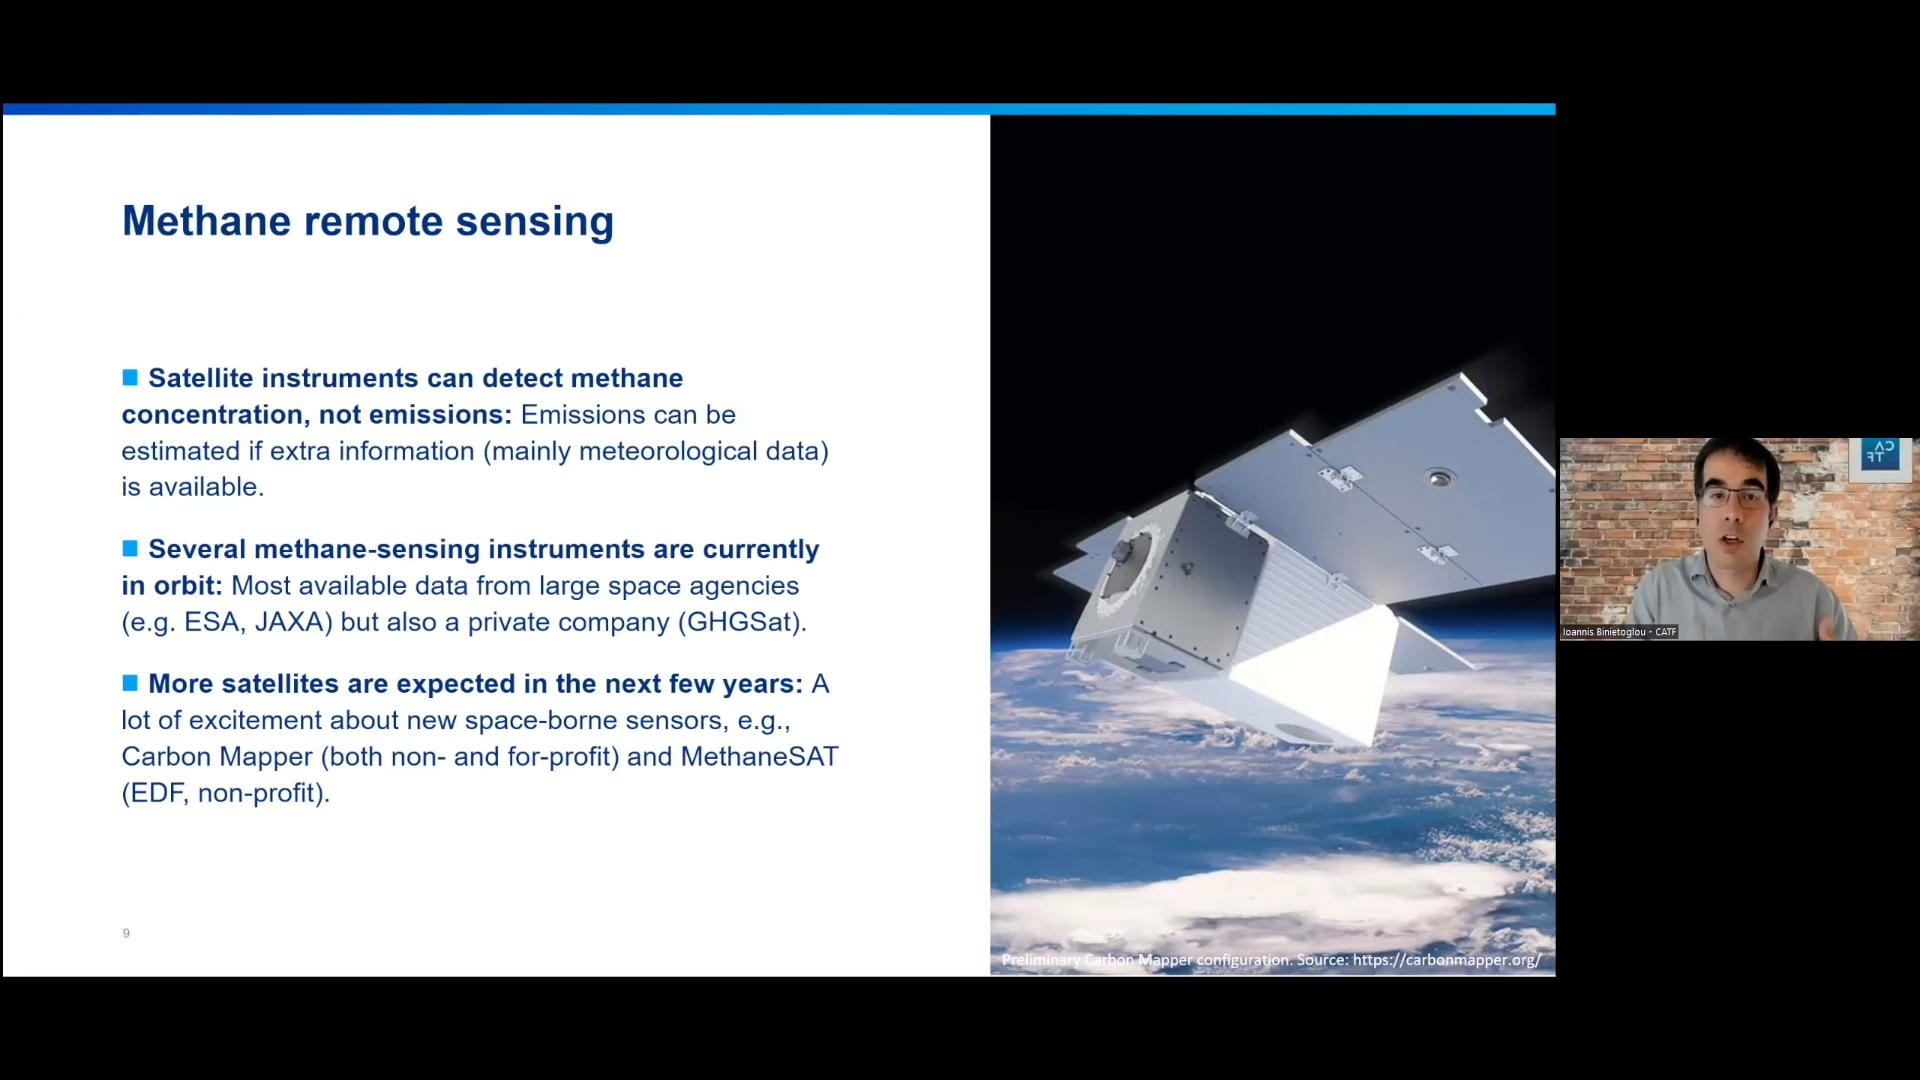 Methane remote sensing
Satellite instruments can detect methane
concentration, not emissions: Emissions can be
estimated if extra information (mainly meteorological data)
is available.
Several methane-sensing instruments are currently
in orbit: Most available data from large space agencies
(e.g. ESA, JAXA) but also a private company (GHGSat).
More satellites are expected in the next few years: A
lot of excitement about new space-borne sensors, e.g.,
Carbon Mapper (both non- and for-profit) and MethaneSAT
(EDF, non-profit).
9
Preliminary Carbon Mapper configuration. Source: https://carbonmapper.org/
CA
TF
Ioannis Binietoglou - CATF